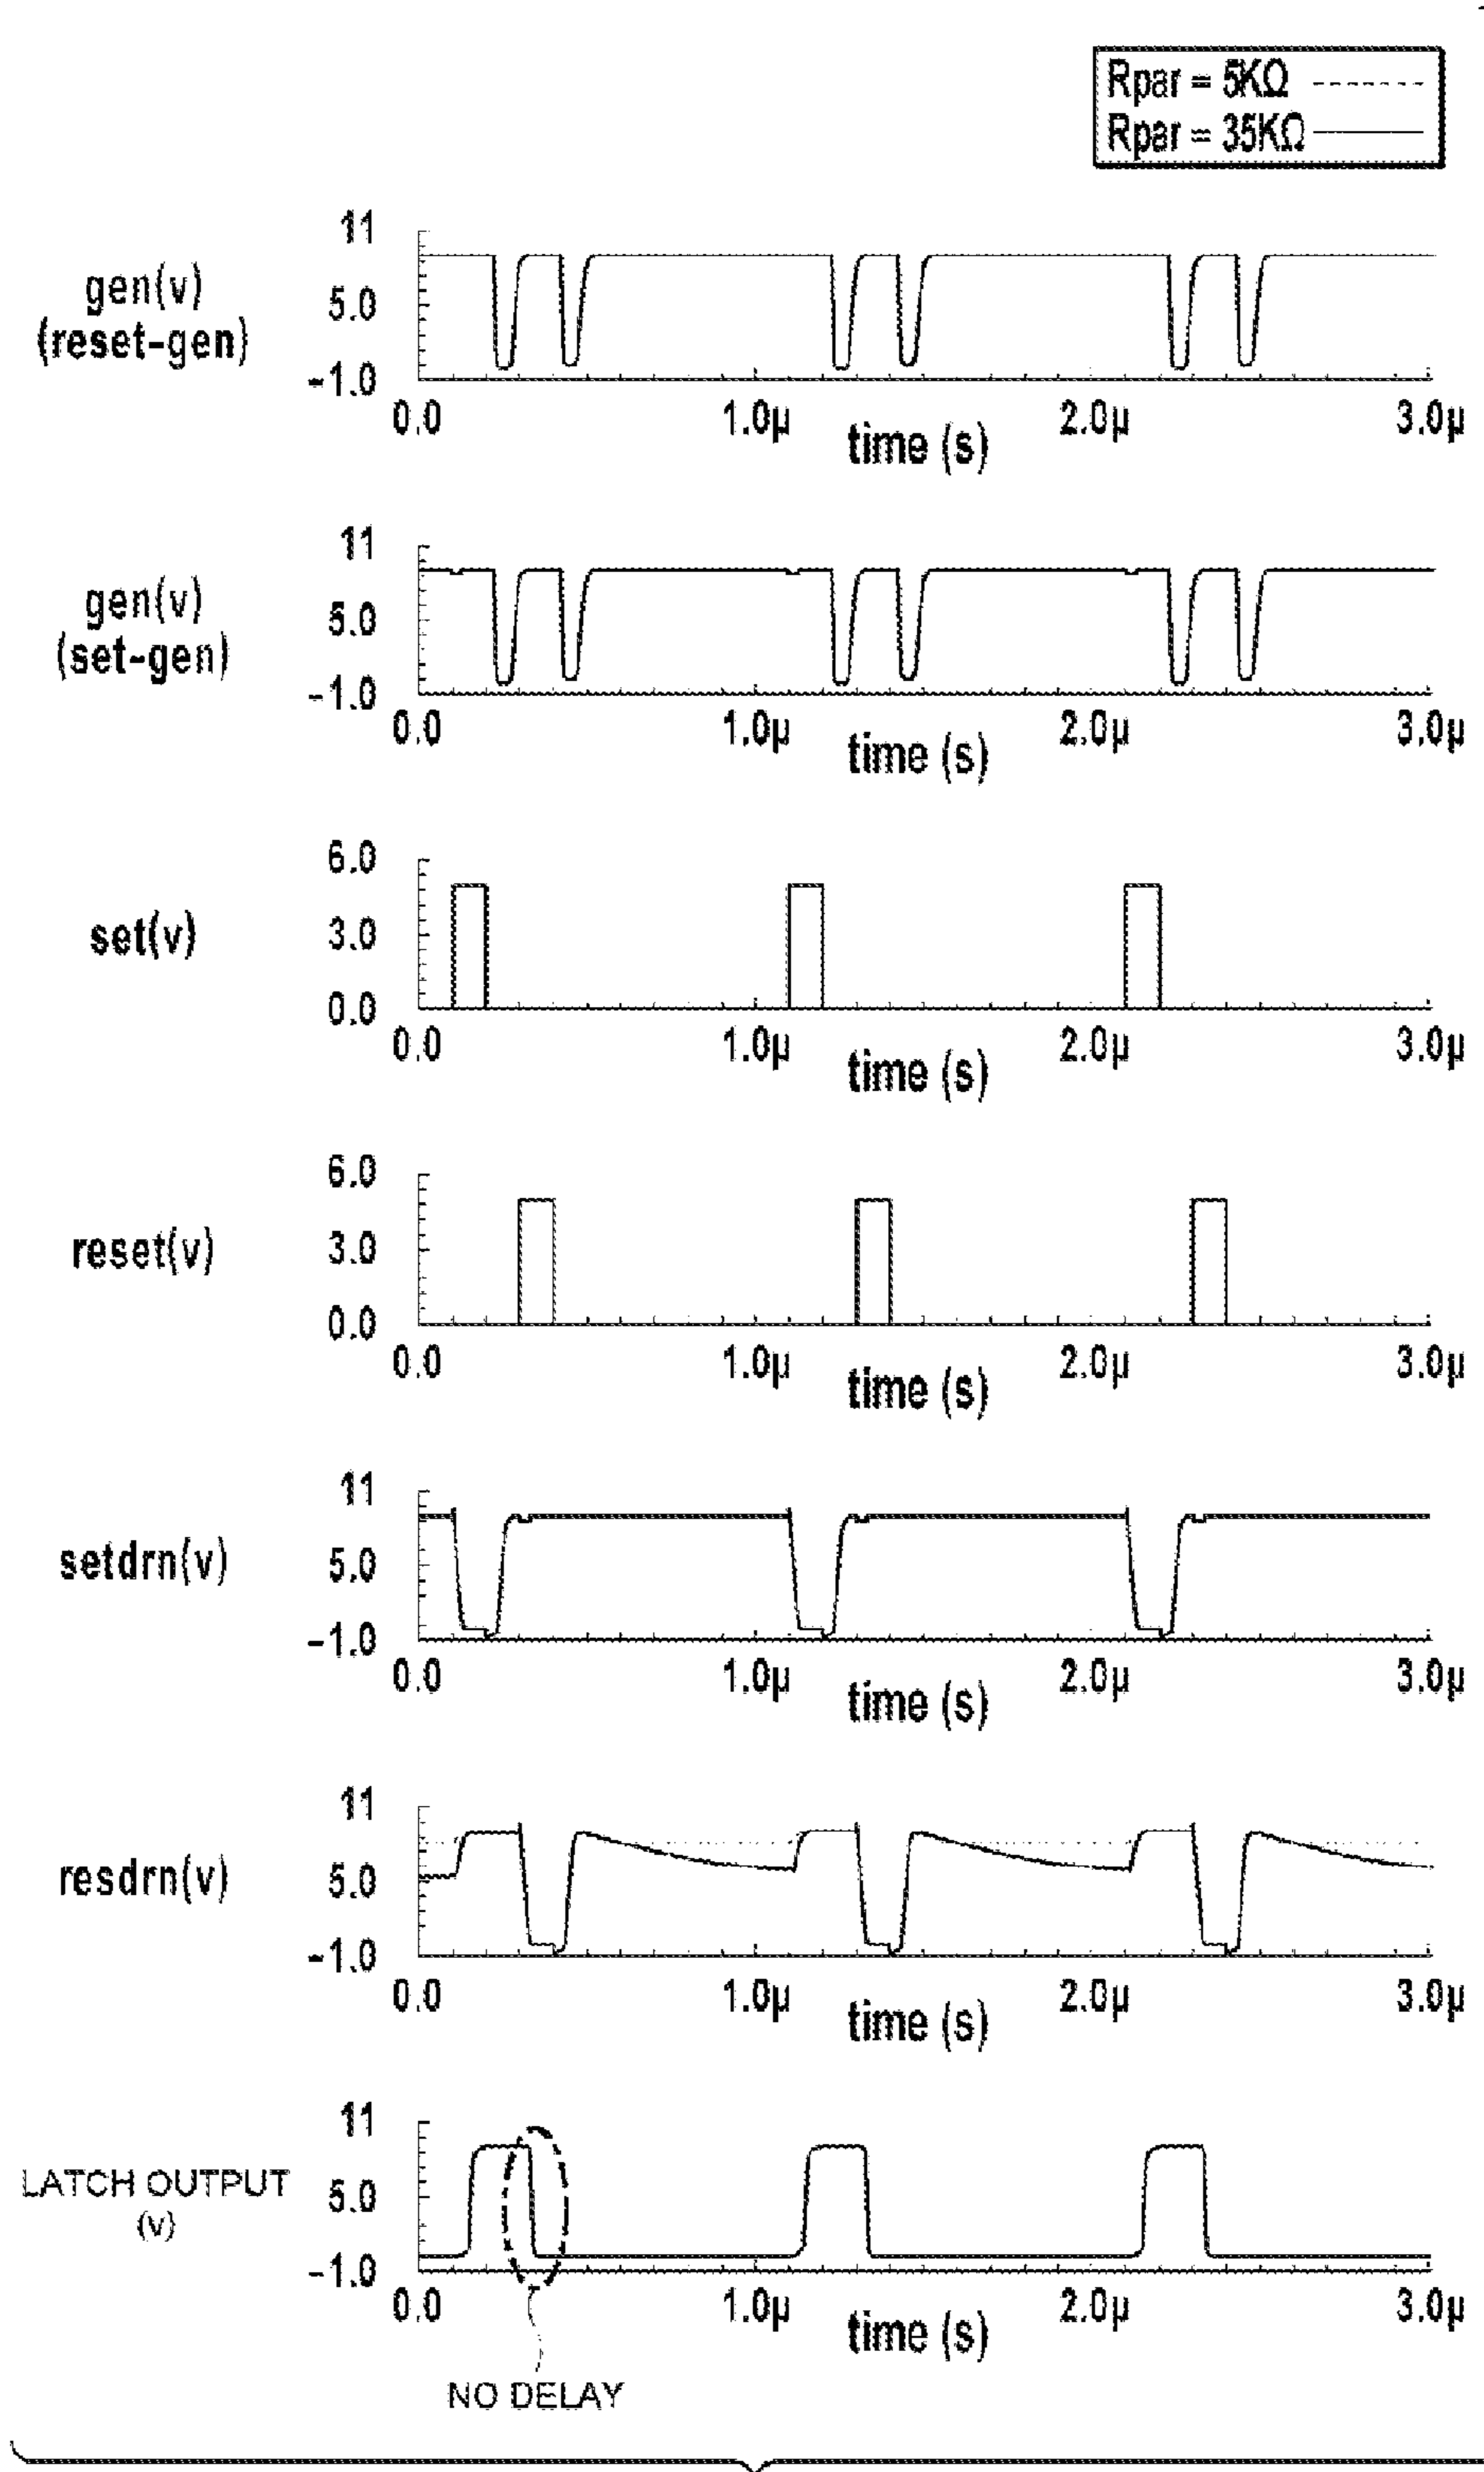 Rpar = 5KΩ
Rpar = 35KΩ
gen(v)
(reset-gen)
11
5.0
-1.0
0.0 1.0μ 2.0μ 3.0μ
time (s)
gen(v)
(set-gen)
11
5.0
-1.0
0.0 1.0μ 2.0μ 3.0μ
time (s)
set(v)
6.0
3.0
0.0
0.0 1.0μ 2.0μ 3.0μ
time (s)
reset(v)
6.0
3.0
0.0
0.0 1.0μ 2.0μ 3.0μ
time (s)
setdrn(v)
11
5.0
-1.0
0.0 1.0μ 2.0μ 3.0μ
time (s)
resdrn(v)
11
5.0
-1.0
0.0 1.0μ 2.0μ 3.0μ
time (s)
LATCH OUTPUT
(v)
11
5.0
-1.0
0.0 1.0μ 2.0μ 3.0μ
time (s)
NO DELAY